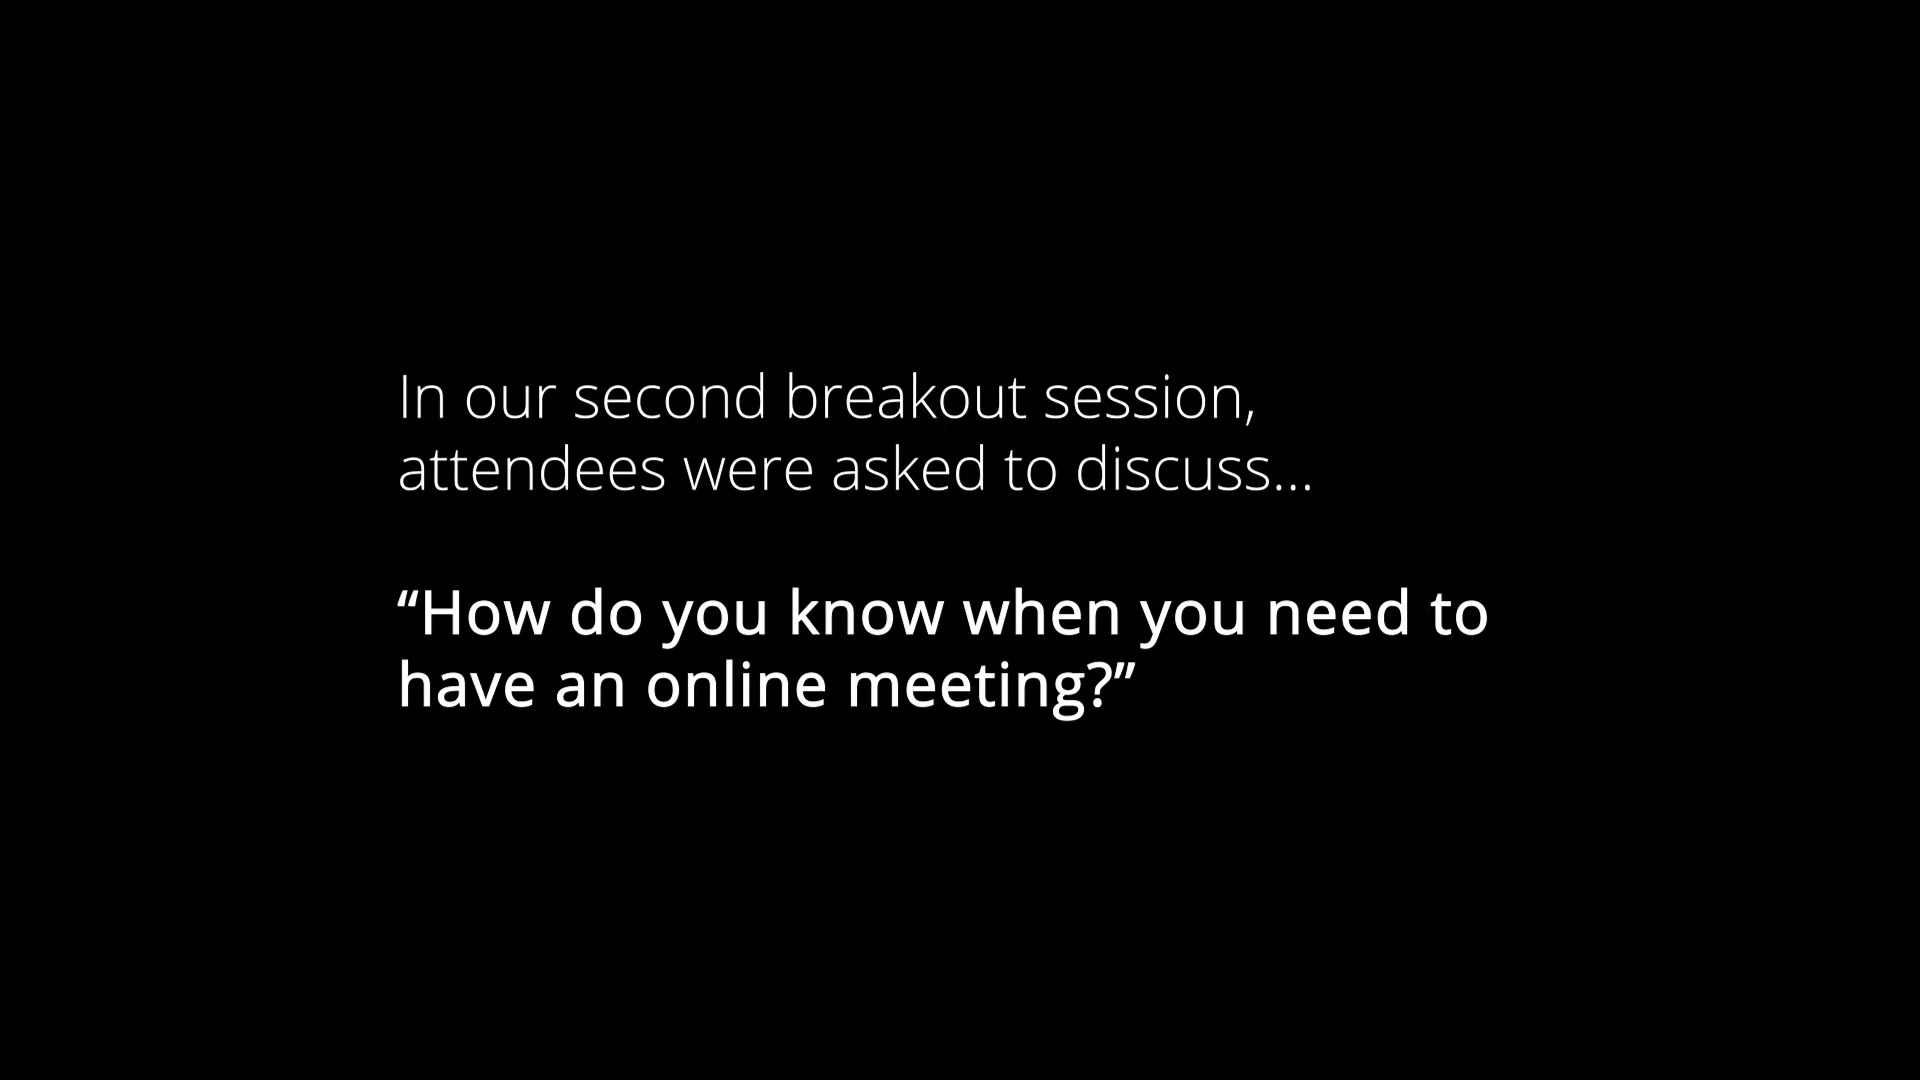 In our second breakout session,
attendees were asked to discuss...
“How do you know when you need to
have an online meeting?”